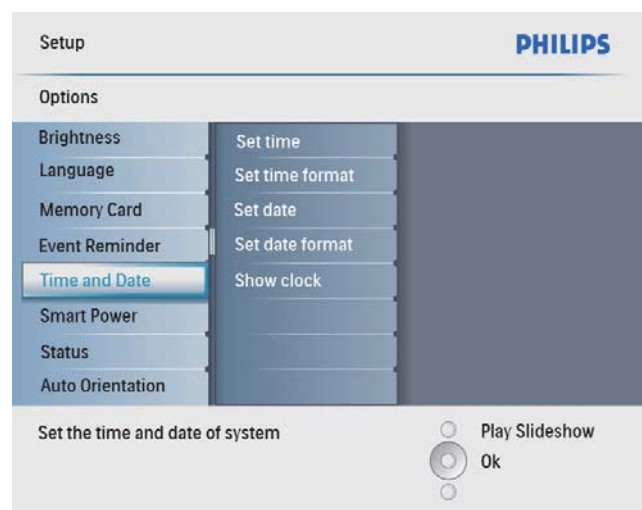 Setup
PHILIPS
Options
Brightness
Language
Memory Card
Event Reminder
Time and Date
Smart Power
Status
Auto Orientation
Set time
Set time format
Set date
Set date format
Show clock
Set the time and date of system
Play Slideshow
Ok